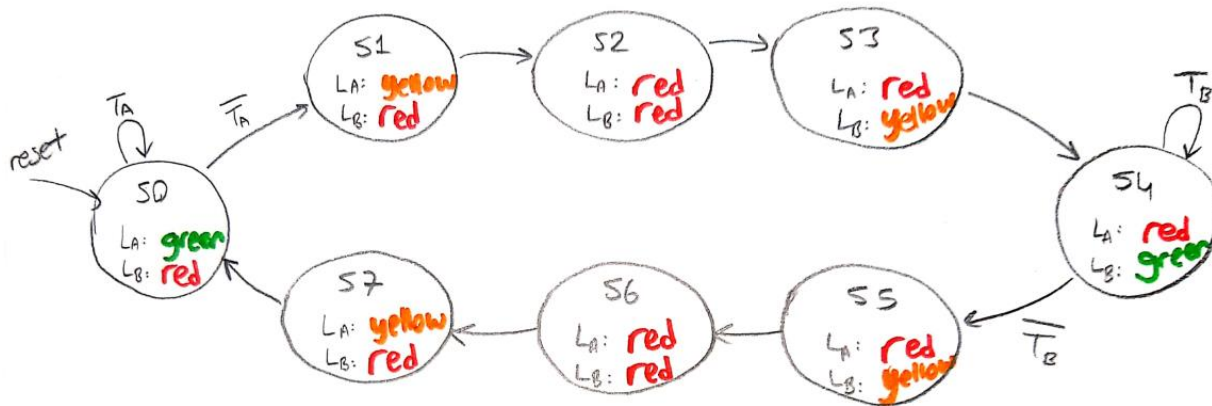 S1
LA: yellow
LB: red
S2
LA: red
LB: red
S3
LA: red
LB: yellow
TA
T̅A̅
reset
S0
LA: green
LB: red
TB
S4
LA: red
LB: green
T̅B̅
S7
LA: yellow
LB: red
S6
LA: red
LB: red
S5
LA: red
LB: yellow